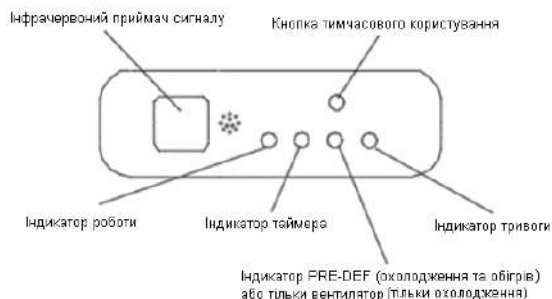 Інфрачервоний приймач сигналу
Кнопка тимчасового користування
Індикатор роботи
Індикатор таймера
Індикатор тривоги
Індикатор PRE-DEF (охолодження та обігрів)
або тільки вентилятор (тільки охолодження)